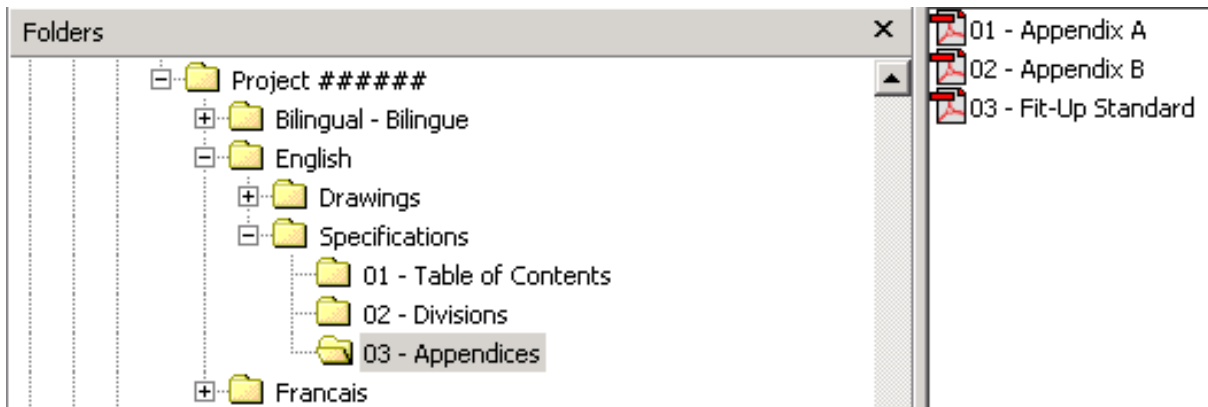 Folders
Project ######
Bilingual - Bilingue
English
Drawings
Specifications
01 - Table of Contents
02 - Divisions
03 - Appendices
Francais
01 - Appendix A
02 - Appendix B
03 - Fit-Up Standard